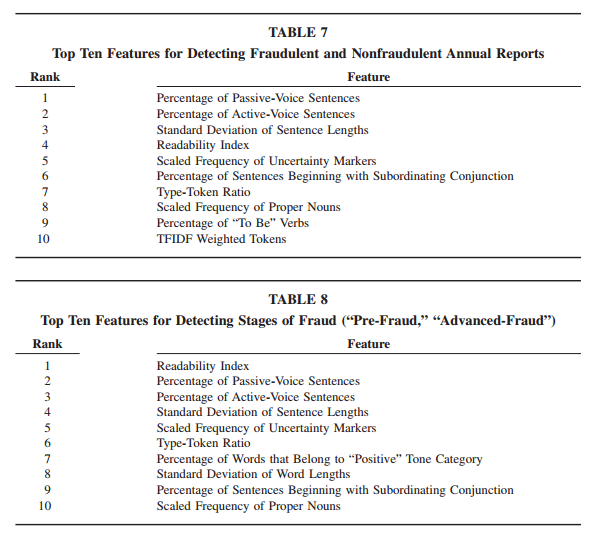 TABLE 7
Top Ten Features for Detecting Fraudulent and Nonfraudulent Annual Reports
Rank Feature
1 Percentage of Passive-Voice Sentences
2 Percentage of Active-Voice Sentences
3 Standard Deviation of Sentence Lengths
4 Readability Index
5 Scaled Frequency of Uncertainty Markers
6 Percentage of Sentences Beginning with Subordinating Conjunction
7 Type-Token Ratio
8 Scaled Frequency of Proper Nouns
9 Percentage of “To Be” Verbs
10 TFIDF Weighted Tokens
TABLE 8
Top Ten Features for Detecting Stages of Fraud (“Pre-Fraud,” “Advanced-Fraud”)
Rank Feature
1 Readability Index
2 Percentage of Passive-Voice Sentences
3 Percentage of Active-Voice Sentences
4 Standard Deviation of Sentence Lengths
5 Scaled Frequency of Uncertainty Markers
6 Type-Token Ratio
7 Percentage of Words that Belong to “Positive” Tone Category
8 Standard Deviation of Word Lengths
9 Percentage of Sentences Beginning with Subordinating Conjunction
10 Scaled Frequency of Proper Nouns